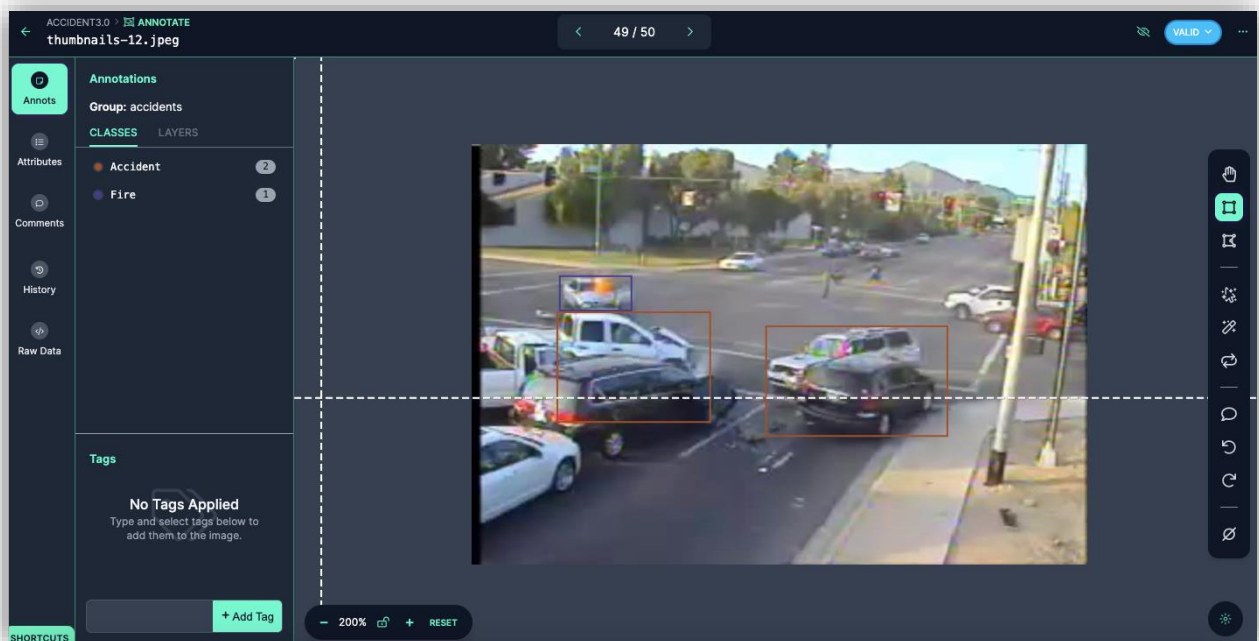 ACCIDENT3.0 > ANNOTATE
thumbnails-12.jpeg
49 / 50
VALID
Annots
Attributes
Comments
History
Raw Data
SHORTCUTS
Annotations
Group: accidents
CLASSES LAYERS
Accident 2
Fire 1
Tags
No Tags Applied
Type and select tags below to
add them to the image.
+ Add Tag
200% RESET